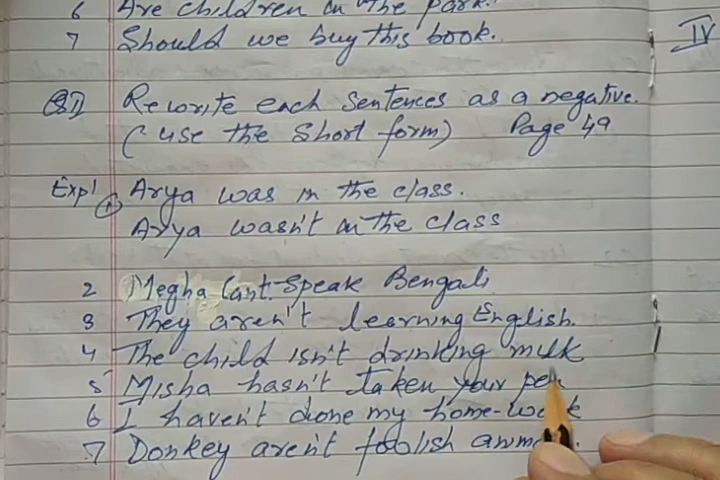 6 Are children in the park.
7 Should we buy this book.
IV
QII Rewrite each Sentences as a negative.
(use the Short form) Page 49
Expl ① Arya was in the class.
Arya wasn't in the class
2 Megha Can't Speak Bengali
3 They aren't learning English.
4 The child isn't drinking milk
5 Misha hasn't taken your pen
6 I haven't done my home-work
7 Donkey aren't foolish